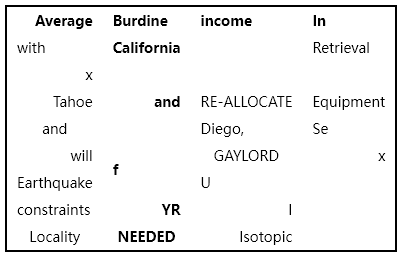 Average Burdine income In
with California Retrieval
x
Tahoe and RE-ALLOCATE Equipment
and Diego, Se
will GAYLORD x
f
Earthquake U
constraints YR I
Locality NEEDED Isotopic